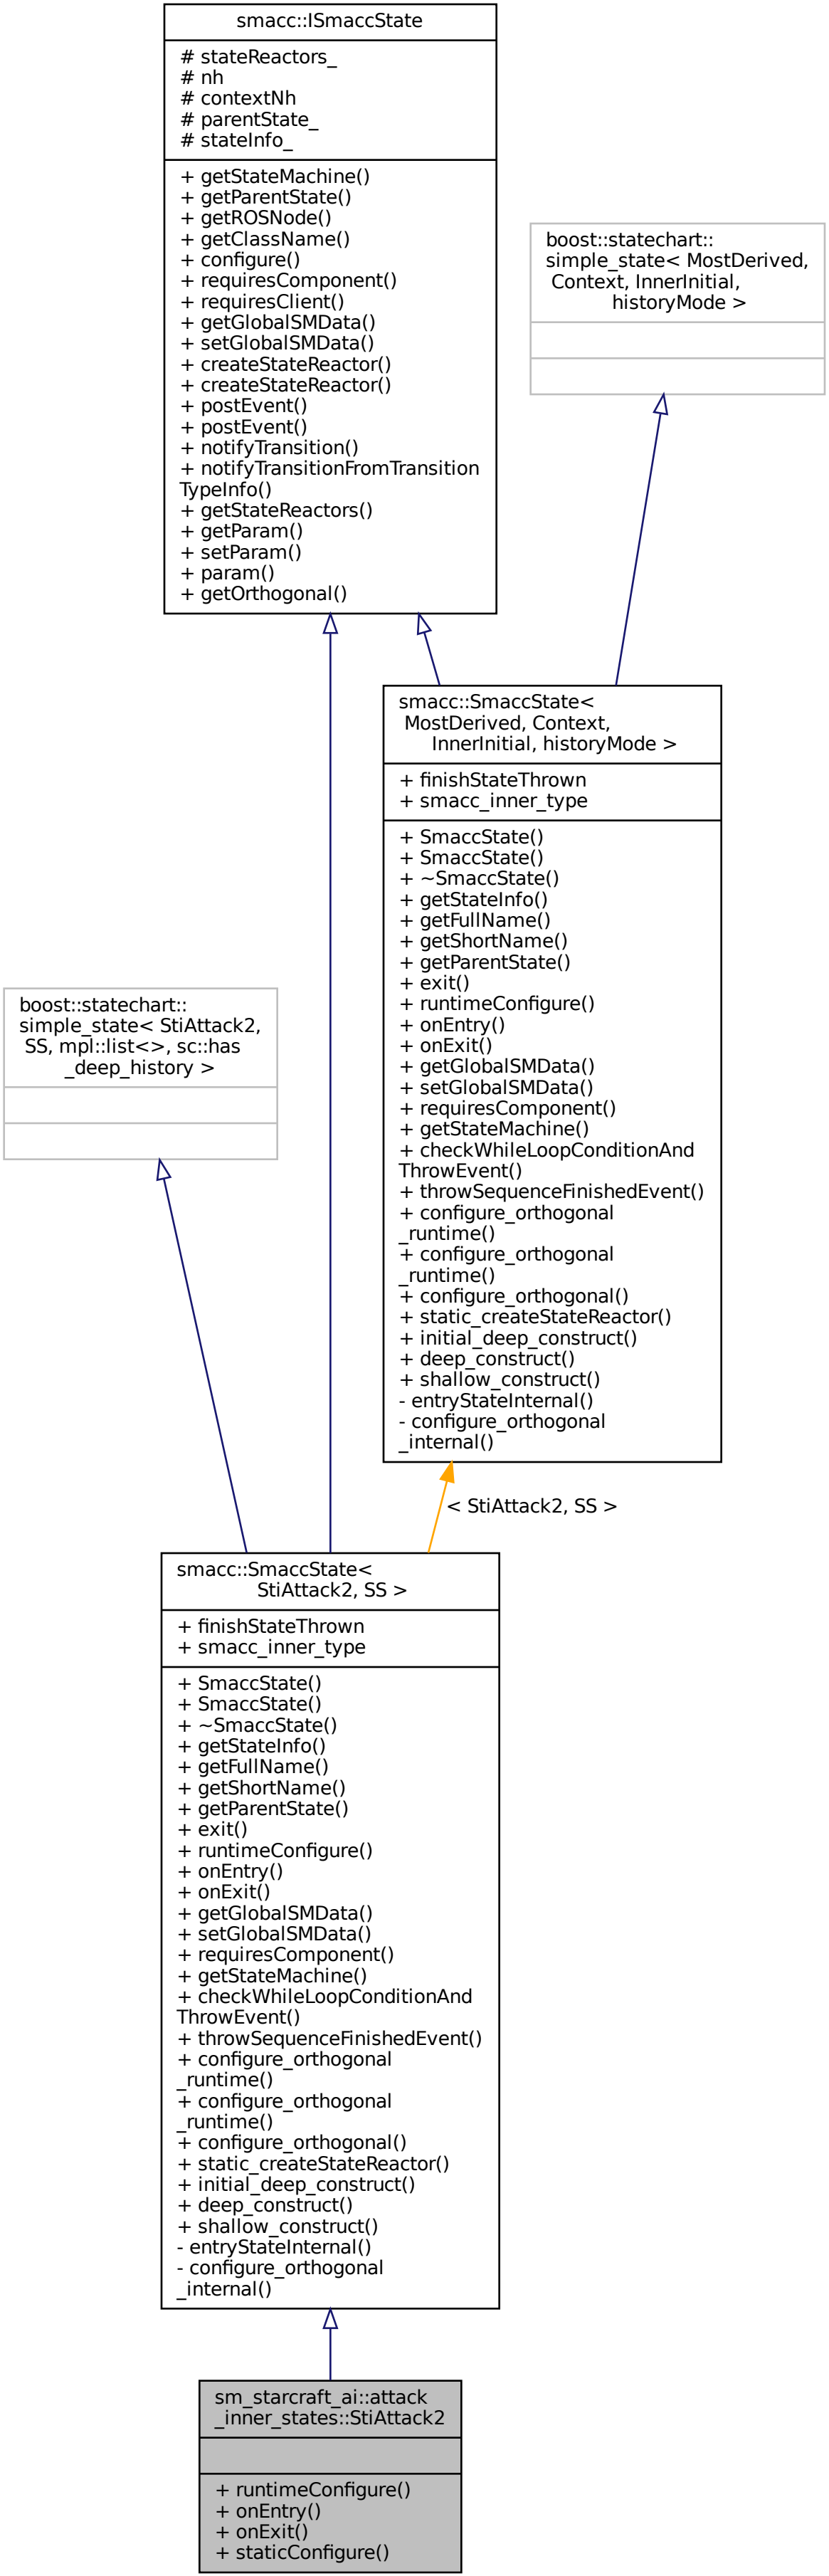 smacc::ISmaccState
# stateReactors_
# nh
# contextNh
# parentState_
# stateInfo_
+ getStateMachine()
+ getParentState()
+ getROSNode()
+ getClassName()
+ configure()
+ requiresComponent()
+ requiresClient()
+ getGlobalSMData()
+ setGlobalSMData()
+ createStateReactor()
+ createStateReactor()
+ postEvent()
+ postEvent()
+ notifyTransition()
+ notifyTransitionFromTransition
TypeInfo()
+ getStateReactors()
+ getParam()
+ setParam()
+ param()
+ getOrthogonal()
boost::statechart::
simple_state< MostDerived,
Context, InnerInitial,
historyMode >
smacc::SmaccState<
MostDerived, Context,
InnerInitial, historyMode >
+ finishStateThrown
+ smacc_inner_type
+ SmaccState()
+ SmaccState()
+ ~SmaccState()
+ getStateInfo()
+ getFullName()
+ getShortName()
+ getParentState()
+ exit()
+ runtimeConfigure()
+ onEntry()
+ onExit()
+ getGlobalSMData()
+ setGlobalSMData()
+ requiresComponent()
+ getStateMachine()
+ checkWhileLoopConditionAnd
ThrowEvent()
+ throwSequenceFinishedEvent()
+ configure_orthogonal
_runtime()
+ configure_orthogonal
_runtime()
+ configure_orthogonal()
+ static_createStateReactor()
+ initial_deep_construct()
+ deep_construct()
+ shallow_construct()
- entryStateInternal()
- configure_orthogonal
_internal()
boost::statechart::
simple_state< StiAttack2,
SS, mpl::list<>, sc::has
_deep_history >
< StiAttack2, SS >
smacc::SmaccState<
StiAttack2, SS >
+ finishStateThrown
+ smacc_inner_type
+ SmaccState()
+ SmaccState()
+ ~SmaccState()
+ getStateInfo()
+ getFullName()
+ getShortName()
+ getParentState()
+ exit()
+ runtimeConfigure()
+ onEntry()
+ onExit()
+ getGlobalSMData()
+ setGlobalSMData()
+ requiresComponent()
+ getStateMachine()
+ checkWhileLoopConditionAnd
ThrowEvent()
+ throwSequenceFinishedEvent()
+ configure_orthogonal
_runtime()
+ configure_orthogonal
_runtime()
+ configure_orthogonal()
+ static_createStateReactor()
+ initial_deep_construct()
+ deep_construct()
+ shallow_construct()
- entryStateInternal()
- configure_orthogonal
_internal()
sm_starcraft_ai::attack
_inner_states::StiAttack2
+ runtimeConfigure()
+ onEntry()
+ onExit()
+ staticConfigure()